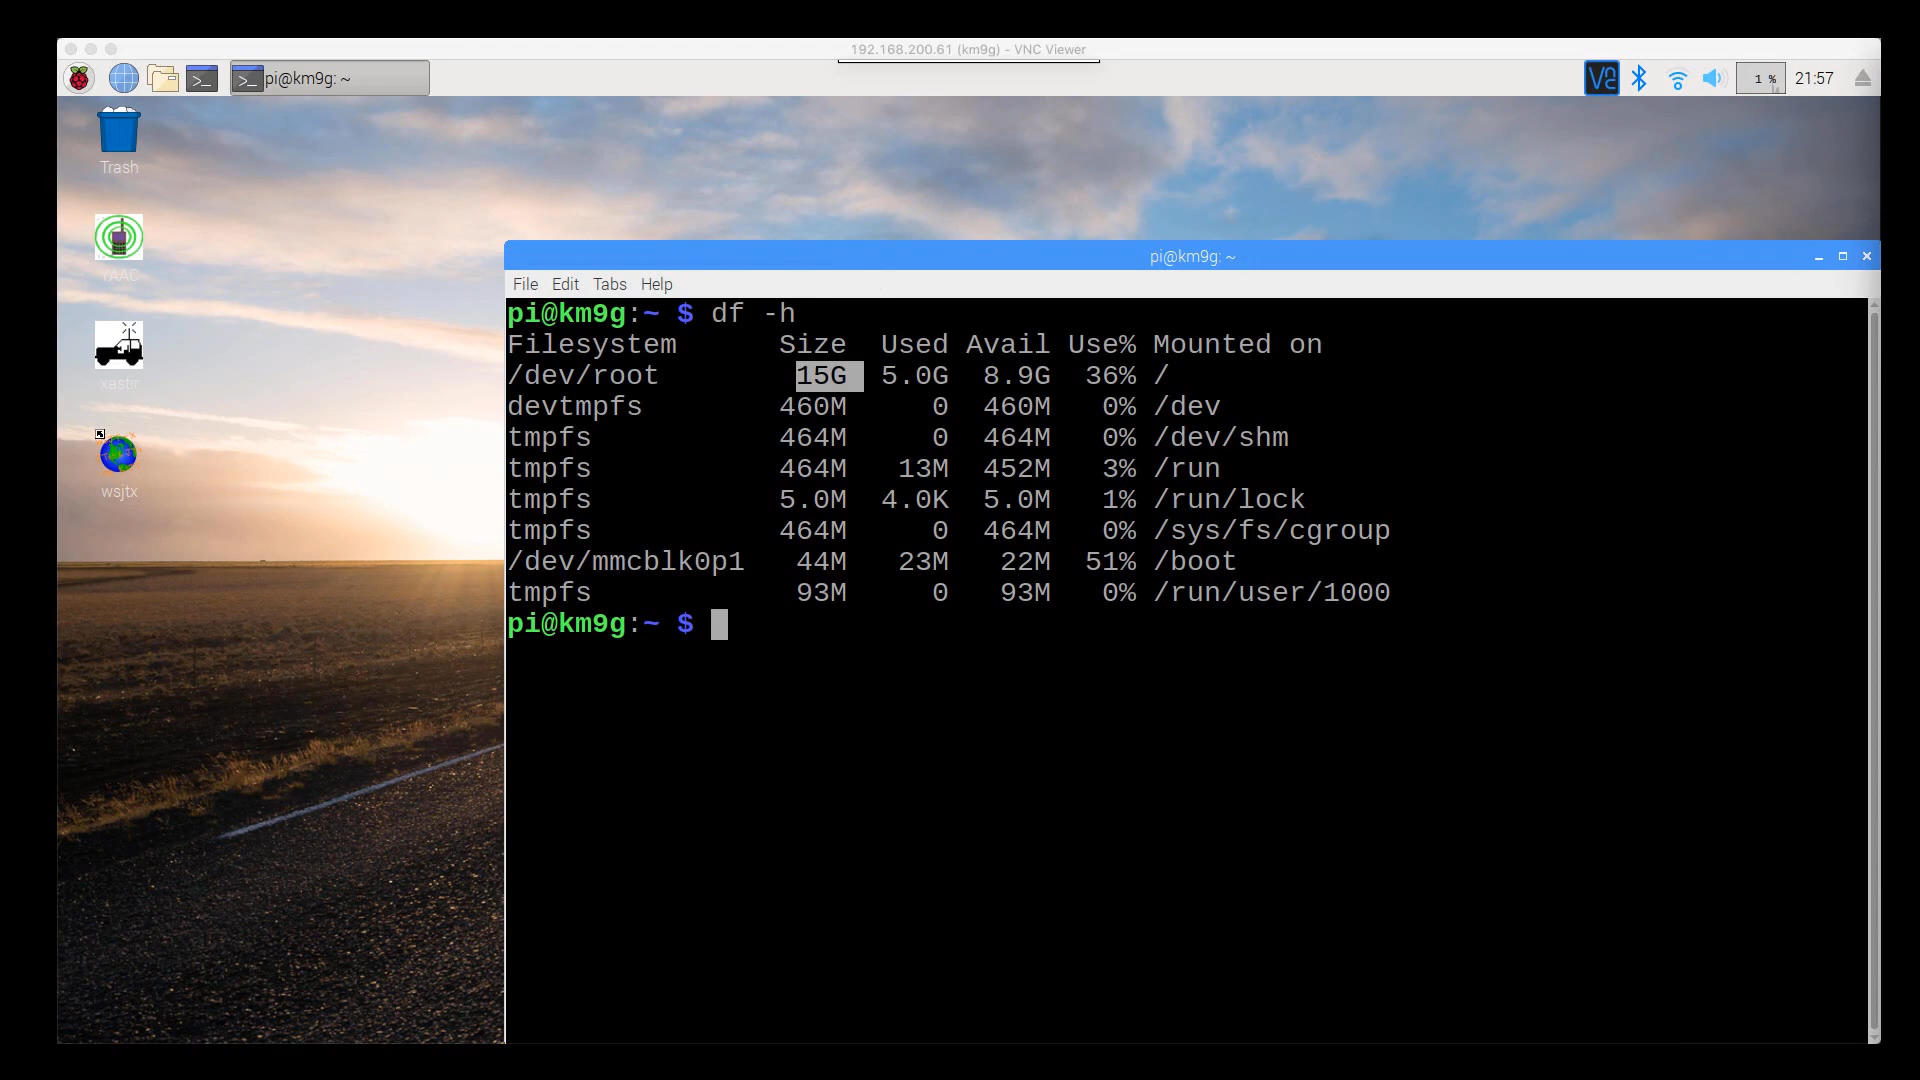 192.168.200.61 (km9g) - VNC Viewer
pi@km9g: ~
1 %
21:57
Trash
YAAC
xastir
wsjtx
pi@km9g: ~
File Edit Tabs Help
pi@km9g:~ $ df -h
Filesystem Size Used Avail Use% Mounted on
/dev/root 15G 5.0G 8.9G 36% /
devtmpfs 460M 0 460M 0% /dev
tmpfs 464M 0 464M 0% /dev/shm
tmpfs 464M 13M 452M 3% /run
tmpfs 5.0M 4.0K 5.0M 1% /run/lock
tmpfs 464M 0 464M 0% /sys/fs/cgroup
/dev/mmcblk0p1 44M 23M 22M 51% /boot
tmpfs 93M 0 93M 0% /run/user/1000
pi@km9g:~ $